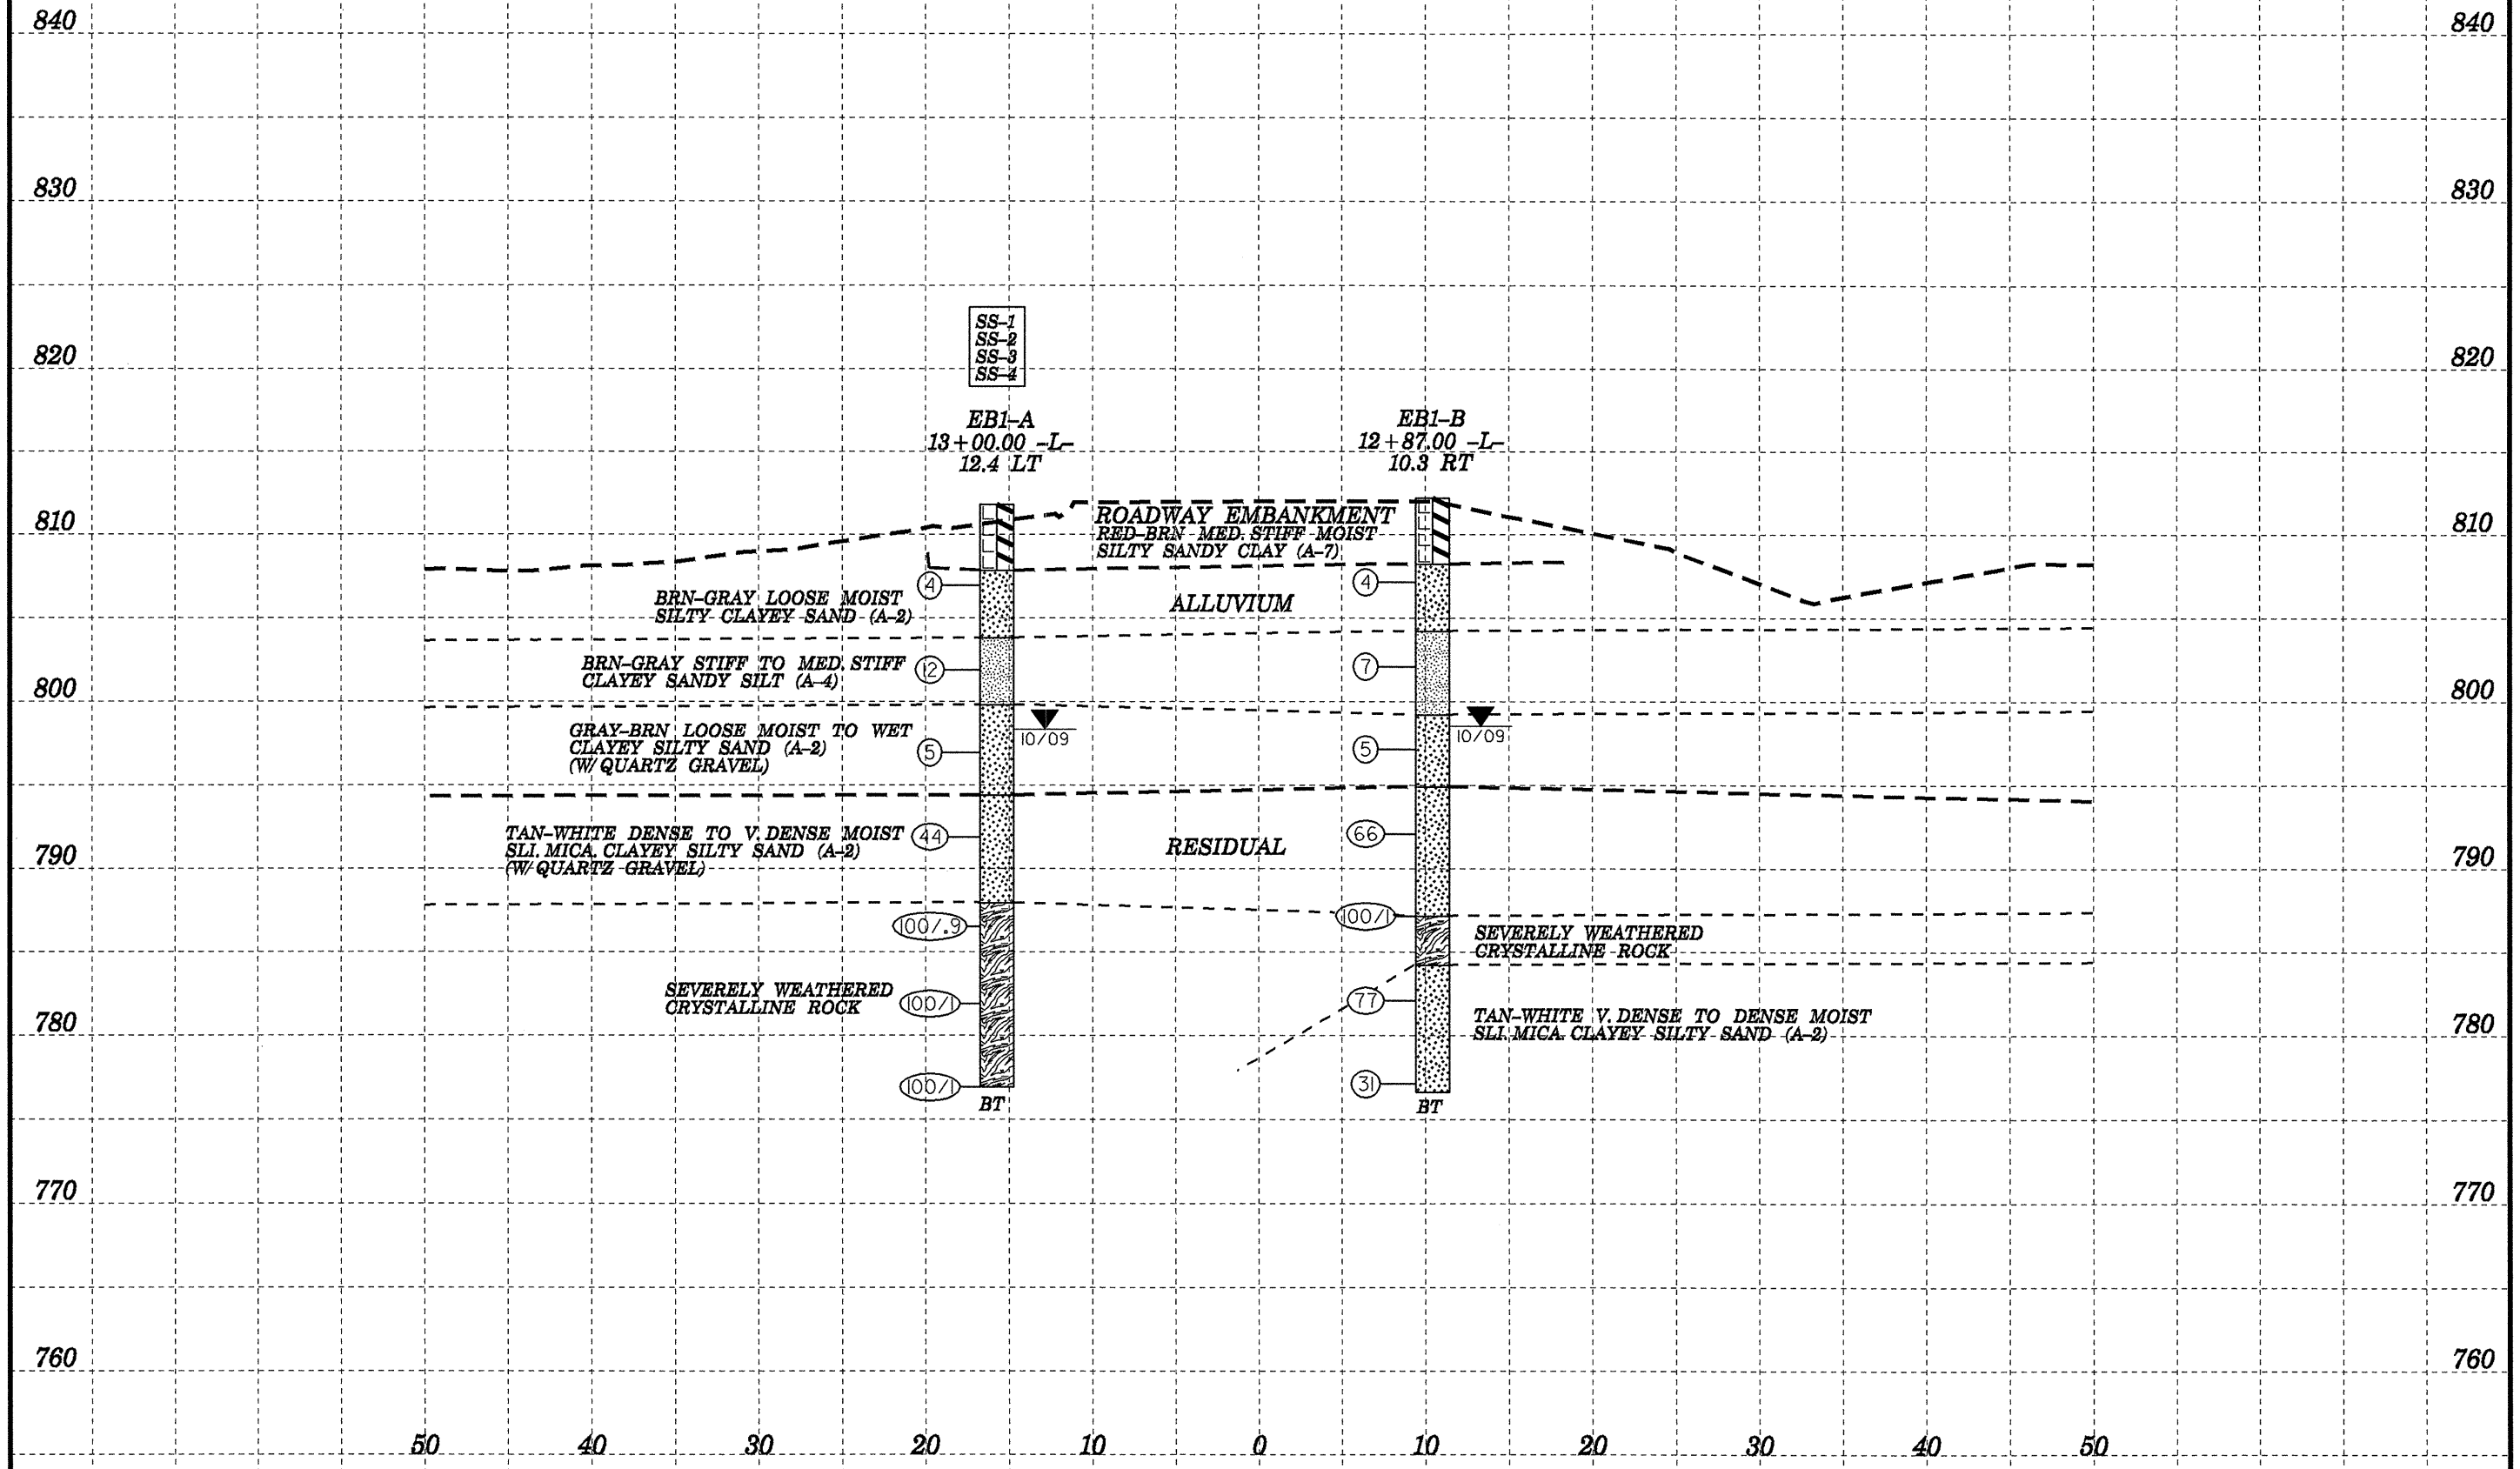 840 840
830 830
SS-1
SS-2
SS-3
SS-4
820 820
EB1-A
13+00.00 -L-
12.4 LT
EB1-B
12+87.00 -L-
10.3 RT
810 810
ROADWAY EMBANKMENT
RED-BRN MED. STIFF MOIST
SILTY SANDY CLAY (A-7)
4 4
BRN-GRAY LOOSE MOIST
SILTY CLAYEY SAND (A-2)
ALLUVIUM
BRN-GRAY STIFF TO MED. STIFF
CLAYEY SANDY SILT (A-4)
12 7
800 800
GRAY-BRN LOOSE MOIST TO WET
CLAYEY SILTY SAND (A-2)
(W/ QUARTZ GRAVEL)
5 5
10/09 10/09
TAN-WHITE DENSE TO V. DENSE MOIST
SLI. MICA. CLAYEY SILTY SAND (A-2)
(W/ QUARTZ GRAVEL)
44 66
RESIDUAL
790 790
100/.9 100/1
SEVERELY WEATHERED
CRYSTALLINE ROCK
SEVERELY WEATHERED
CRYSTALLINE ROCK
100/1 77
TAN-WHITE V. DENSE TO DENSE MOIST
SLI. MICA. CLAYEY SILTY SAND (A-2)
780 780
100/1 31
BT BT
770 770
760 760
50 40 30 20 10 0 10 20 30 40 50